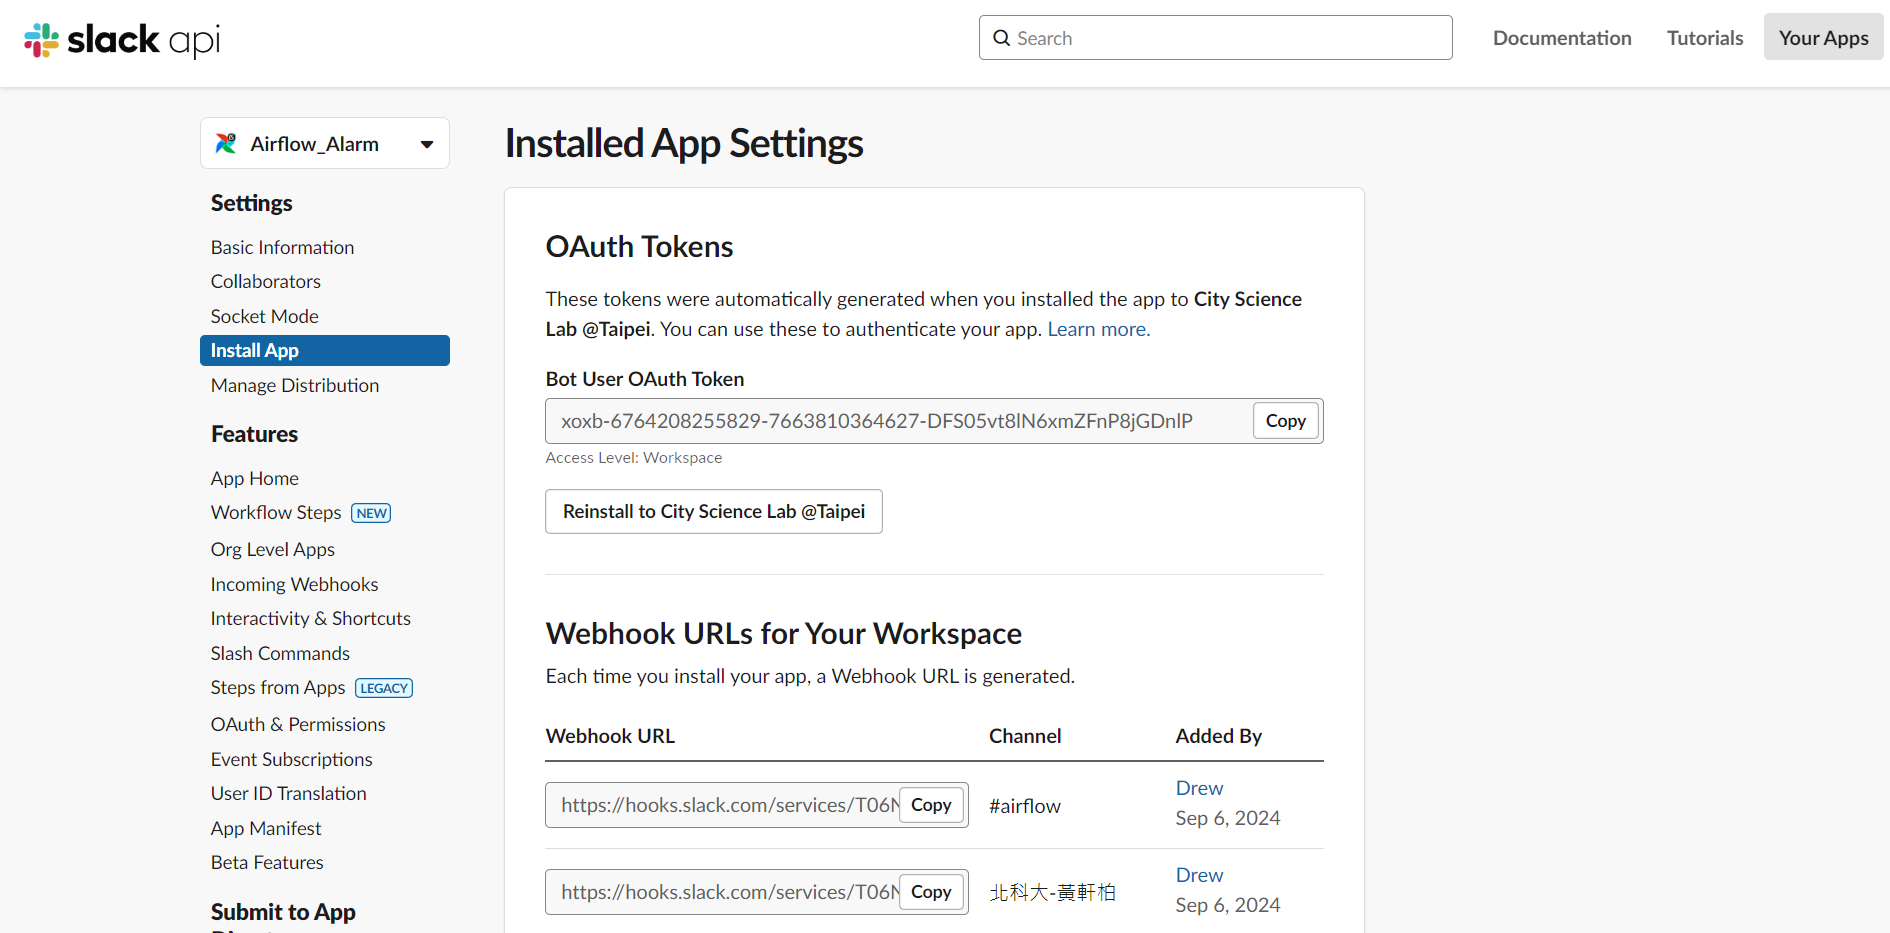 slack api
Search
Documentation
Tutorials
Your Apps
Airflow_Alarm
Settings
Basic Information
Collaborators
Socket Mode
Install App
Manage Distribution
Features
App Home
Workflow Steps NEW
Org Level Apps
Incoming Webhooks
Interactivity & Shortcuts
Slash Commands
Steps from Apps LEGACY
OAuth & Permissions
Event Subscriptions
User ID Translation
App Manifest
Beta Features
Submit to App
Installed App Settings
OAuth Tokens
These tokens were automatically generated when you installed the app to City Science
Lab @Taipei. You can use these to authenticate your app. Learn more.
Bot User OAuth Token
xoxb-6764208255829-7663810364627-DFS05vt8lN6xmZFnP8jGDnlP Copy
Access Level: Workspace
Reinstall to City Science Lab @Taipei
Webhook URLs for Your Workspace
Each time you install your app, a Webhook URL is generated.
Webhook URL Channel Added By
https://hooks.slack.com/services/T06N Copy #airflow Drew
Sep 6, 2024
https://hooks.slack.com/services/T06N Copy 北科大-黃軒柏 Drew
Sep 6, 2024